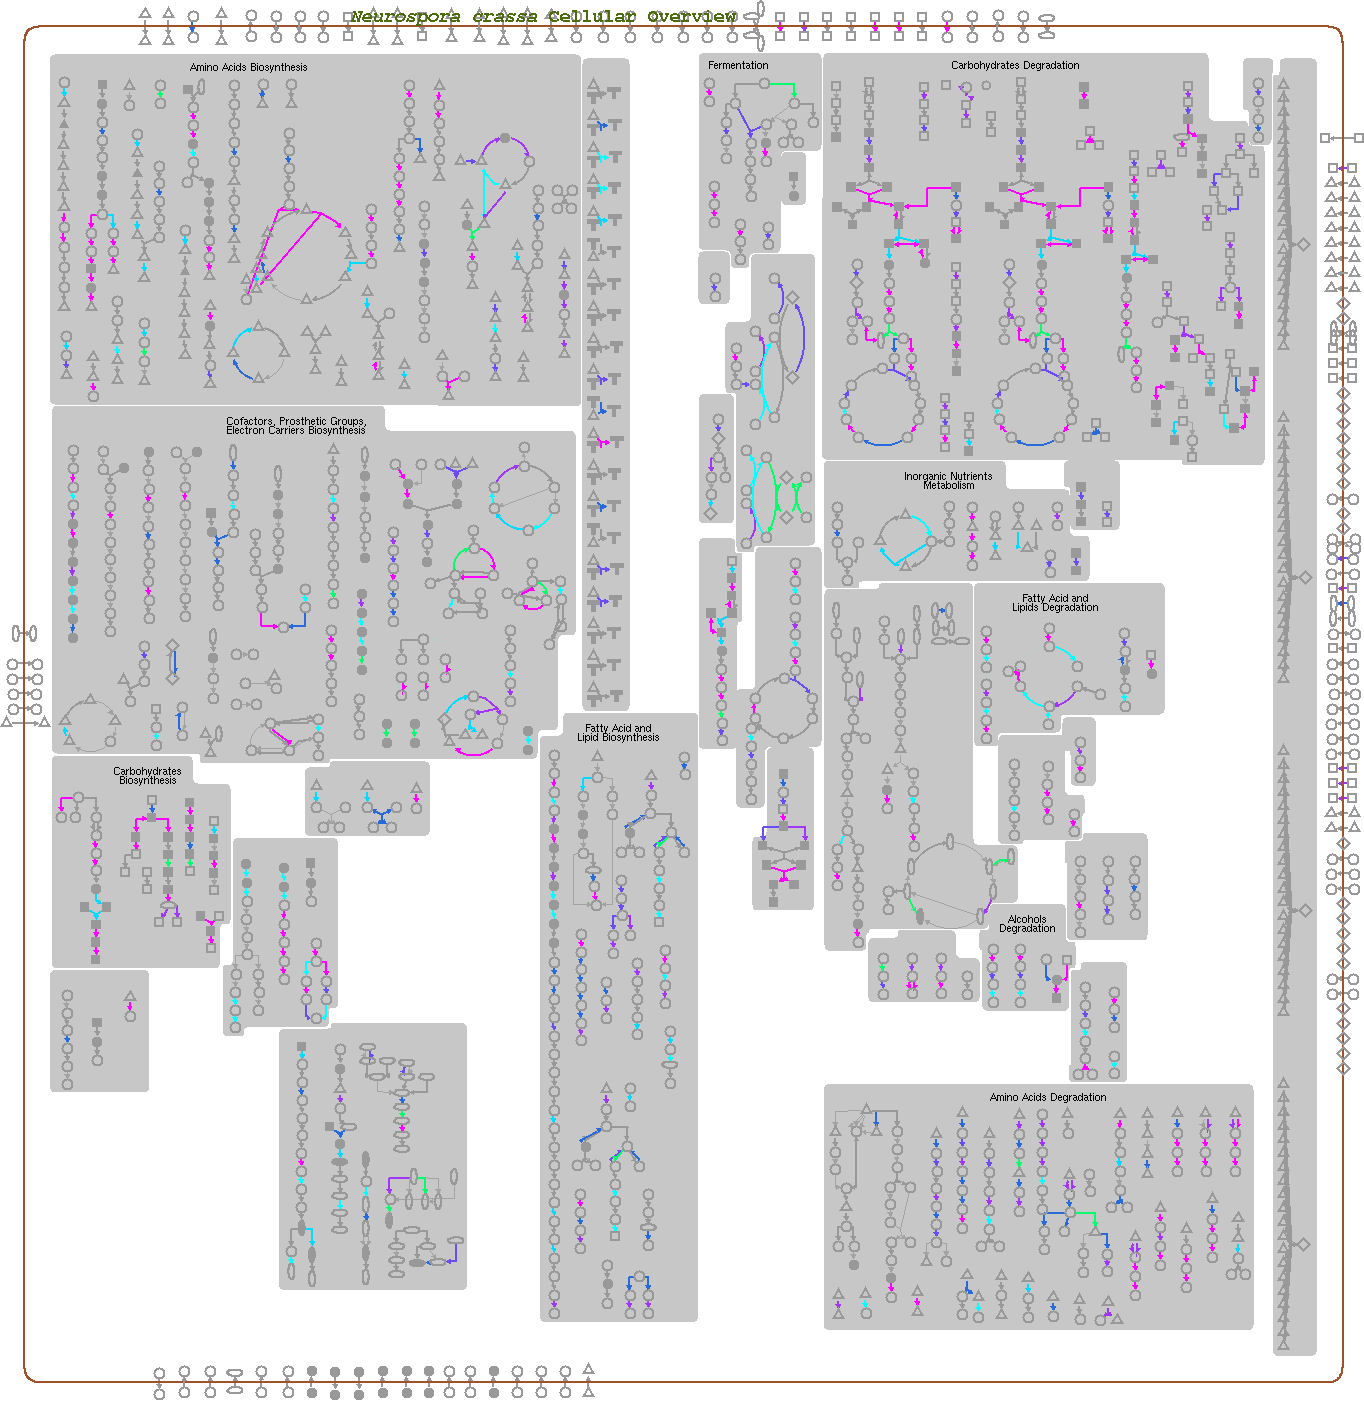 Neurospora crassa Cellular Overview
Amino Acids Biosynthesis
Fermentation
Carbohydrates Degradation
Cofactors, Prosthetic Groups,
Electron Carriers Biosynthesis
Inorganic Nutrients
Metabolism
Fatty Acid and
Lipids Degradation
Fatty Acid and
Lipid Biosynthesis
Carbohydrates
Biosynthesis
Alcohols
Degradation
Amino Acids Degradation